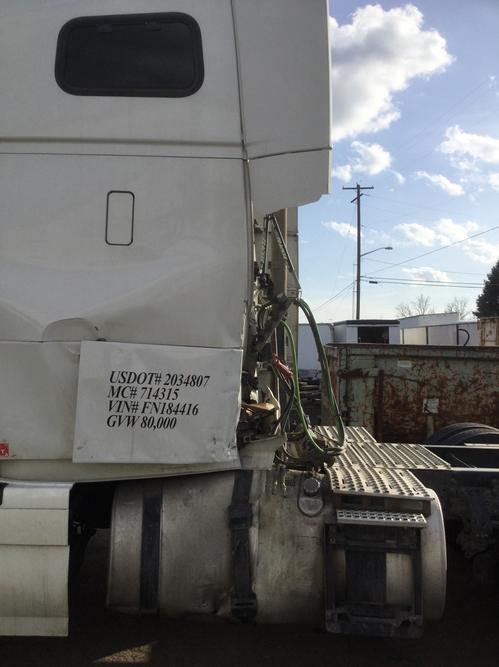 USDOT# 2034807
MC# 714315
VIN# FN184416
GVW 80,000